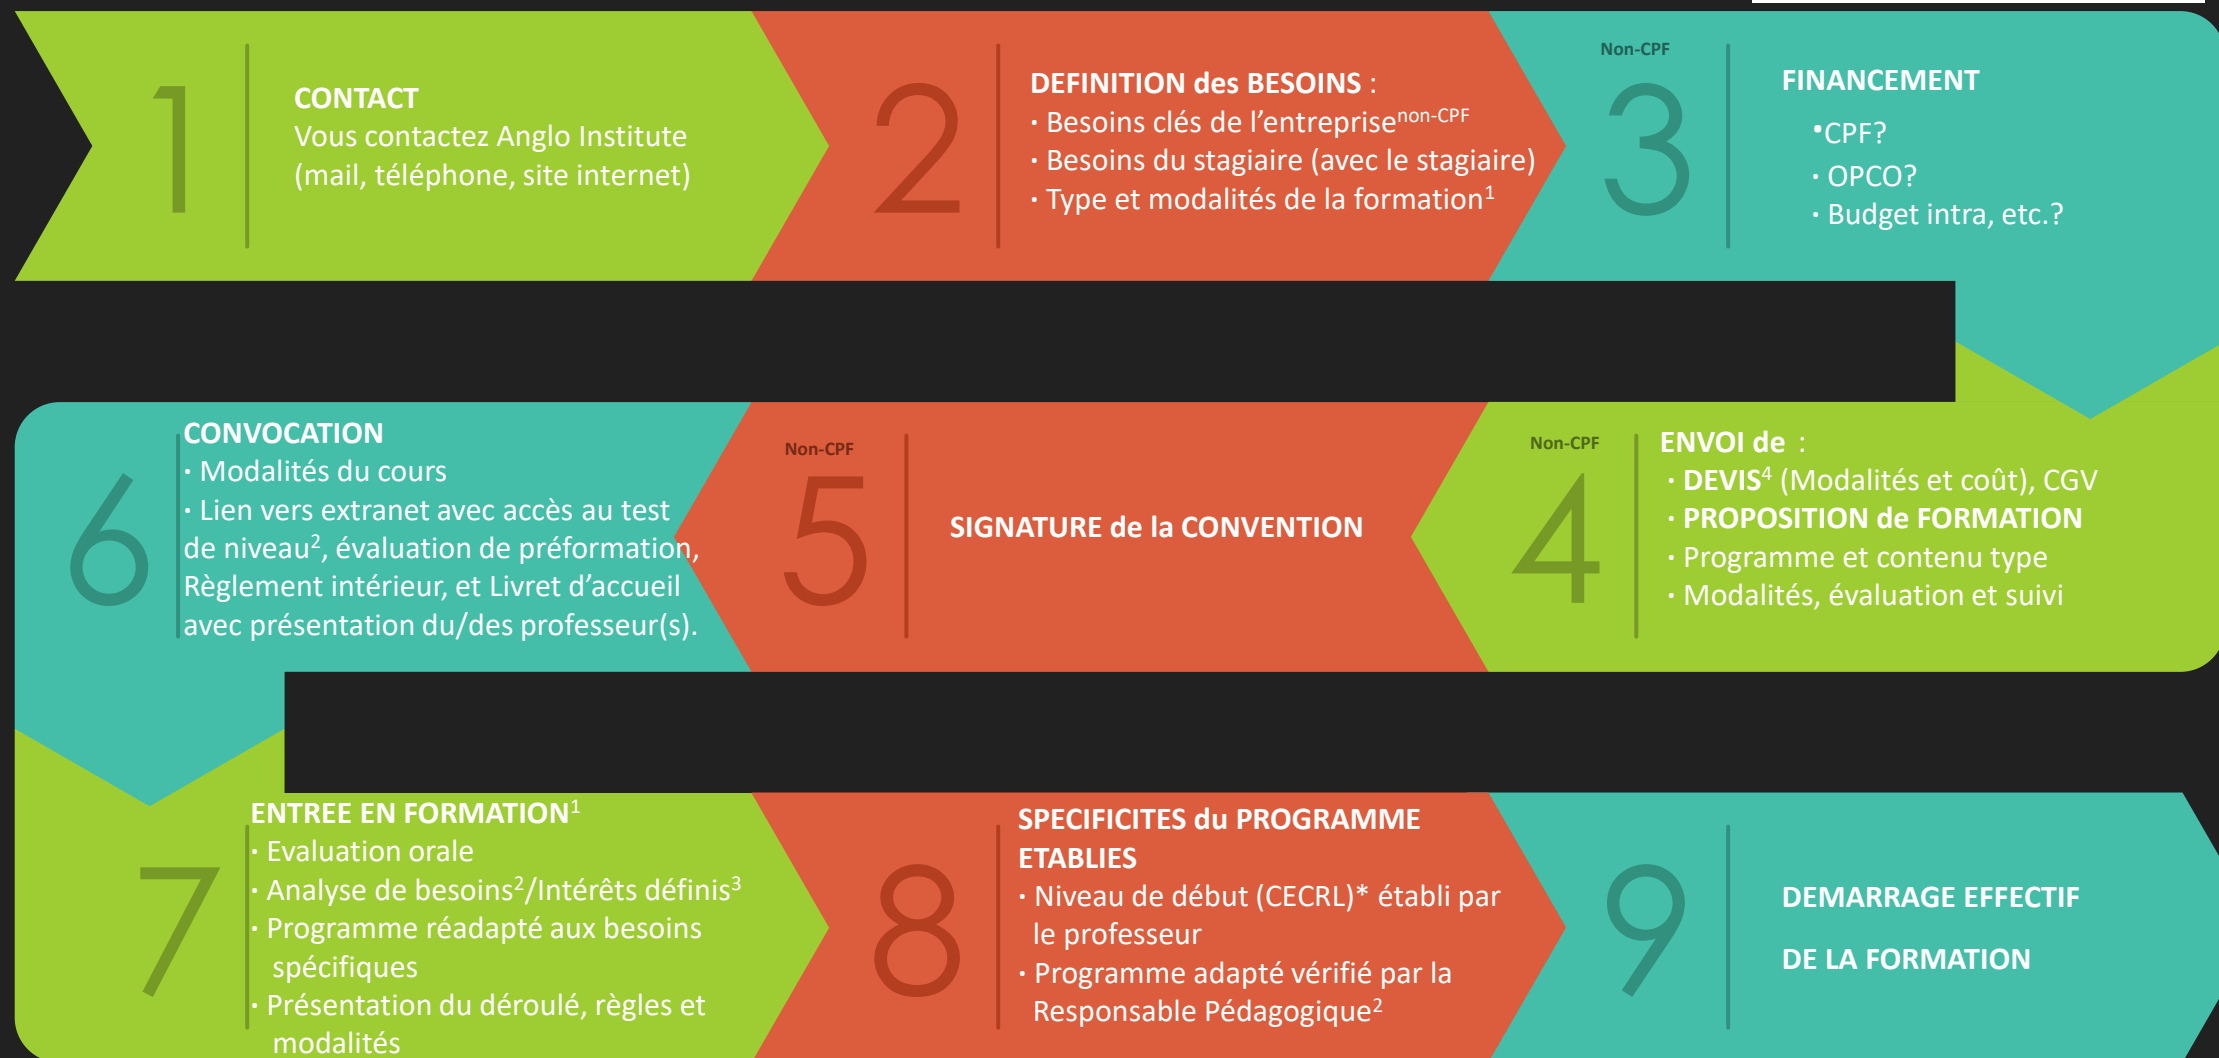 1
CONTACT
Vous contactez Anglo Institute
(mail, téléphone, site internet)
2
DEFINITION des BESOINS :
· Besoins clés de l'entreprise non-CPF
· Besoins du stagiaire (avec le stagiaire)
· Type et modalités de la formation¹
Non-CPF
3
FINANCEMENT
▪CPF?
· OPCO?
· Budget intra, etc.?
Non-CPF
4
ENVOI de :
· DEVIS⁴ (Modalités et coût), CGV
· PROPOSITION de FORMATION
· Programme et contenu type
· Modalités, évaluation et suivi
Non-CPF
5
SIGNATURE de la CONVENTION
6
CONVOCATION
· Modalités du cours
· Lien vers extranet avec accès au test
de niveau², évaluation de préformation,
Règlement intérieur, et Livret d'accueil
avec présentation du/des professeur(s).
7
ENTREE EN FORMATION¹
· Evaluation orale
· Analyse de besoins²/Intérêts définis³
· Programme réadapté aux besoins
spécifiques
· Présentation du déroulé, règles et
modalités
8
SPECIFICITES du PROGRAMME
ETABLIES
· Niveau de début (CECRL)* établi par
le professeur
· Programme adapté vérifié par la
Responsable Pédagogique²
9
DEMARRAGE EFFECTIF
DE LA FORMATION